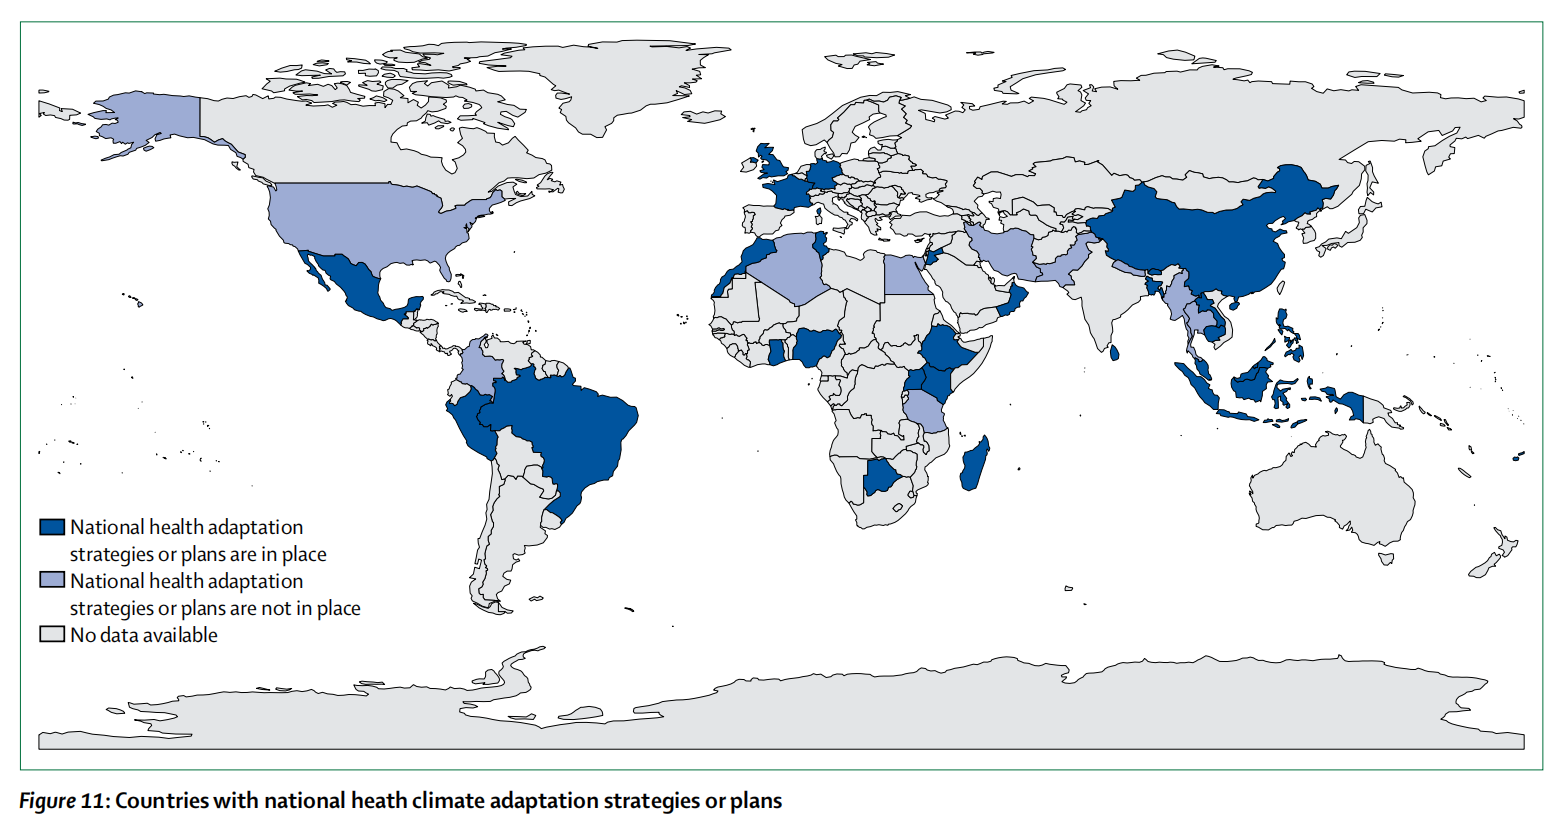 National health adaptation
strategies or plans are in place
National health adaptation
strategies or plans are not in place
No data available
Figure 11: Countries with national heath climate adaptation strategies or plans